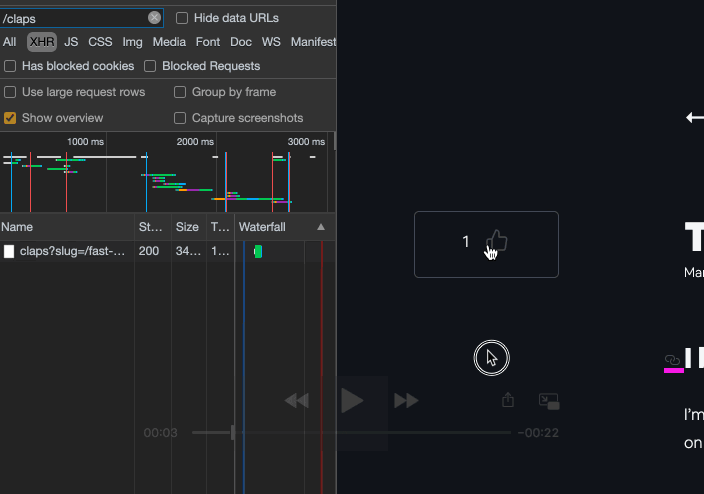 /claps
Hide data URLs
All XHR JS CSS Img Media Font Doc WS Manifest
Has blocked cookies Blocked Requests
Use large request rows Group by frame
Show overview Capture screenshots
1000 ms 2000 ms 3000 ms
Name St... Size T... Waterfall
claps?slug=/fast-... 200 34... 1...
1
T
Mar
I
I'm
on
00:03 -00:22